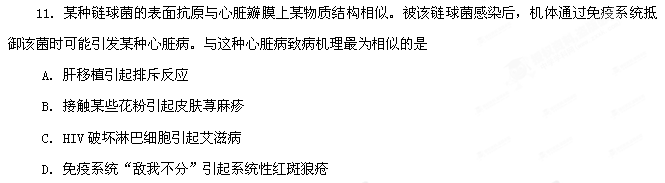 11. 某种链球菌的表面抗原与心脏瓣膜上某物质结构相似。被该链球菌感染后，机体通过免疫系统抵
御该菌时可能引发某种心脏病。与这种心脏病致病机理最为相似的是
A. 肝移植引起排斥反应
B. 接触某些花粉引起皮肤荨麻疹
C. HIV 破坏淋巴细胞引起艾滋病
D. 免疫系统“敌我不分”引起系统性红斑狼疮